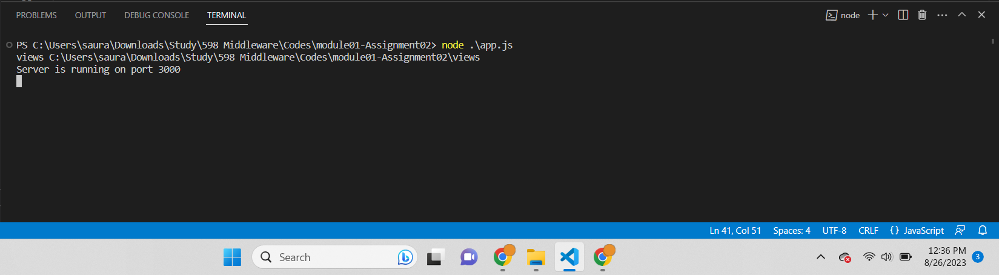 PROBLEMS OUTPUT DEBUG CONSOLE TERMINAL node
PS C:\Users\saura\Downloads\Study\598 Middleware\Codes\module01-Assignment02> node .\app.js
views C:\Users\saura\Downloads\Study\598 Middleware\Codes\module01-Assignment02\views
Server is running on port 3000
Ln 41, Col 51 Spaces: 4 UTF-8 CRLF {} JavaScript
Search
12:36 PM
8/26/2023
3